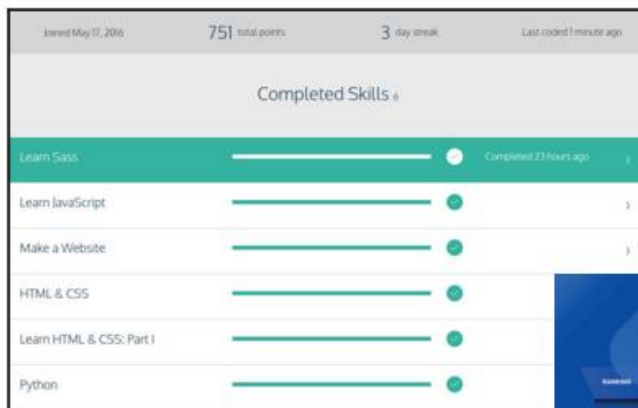 Joined May 17, 2016 751 total points 3 day streak Last coded 1 minute ago
Completed Skills 6
Learn Sass Completed 23 hours ago
Learn JavaScript
Make a Website
HTML & CSS
Learn HTML & CSS: Part I
Python
RANKING